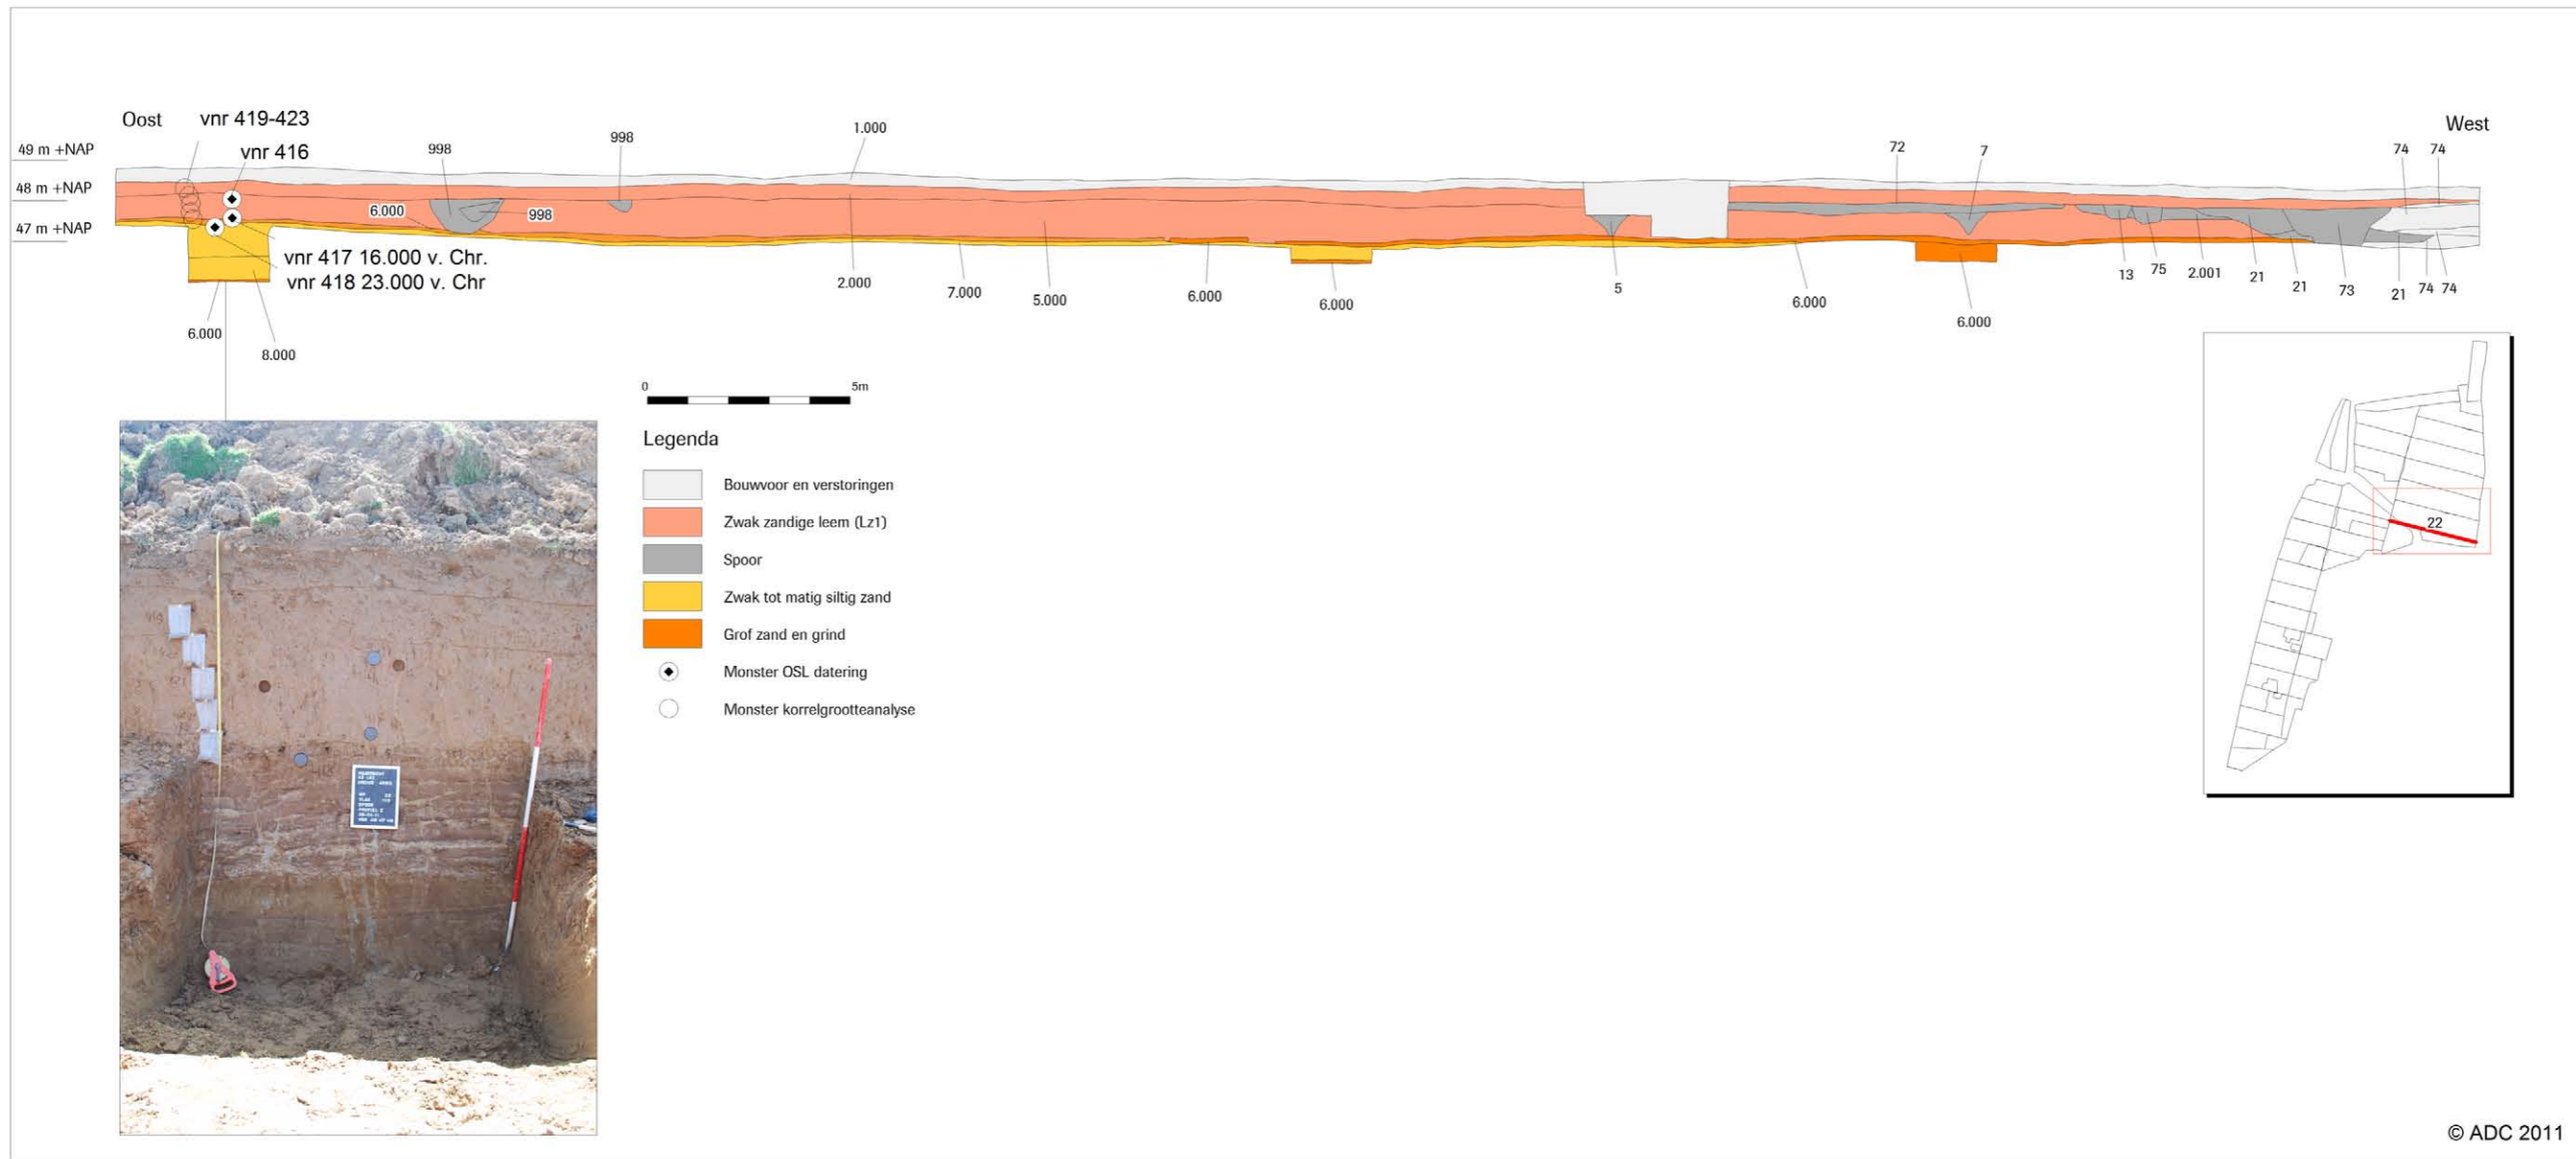 Oost
vnr 419-423
West
49 m +NAP
vnr 416
998
998
1.000
72
7
74
74
48 m +NAP
6.000
998
47 m +NAP
vnr 417 16.000 v. Chr.
vnr 418 23.000 v. Chr
2.000
7.000
5.000
6.000
6.000
5
6.000
6.000
13
75
2.001
21
21
73
21
74
74
6.000
8.000
0
5m
Legenda
Bouwvoor en verstoringen
Zwak zandige leem (Lz1)
Spoor
Zwak tot matig siltig zand
Grof zand en grind
Monster OSL datering
Monster korrelgrootteanalyse
22
© ADC 2011